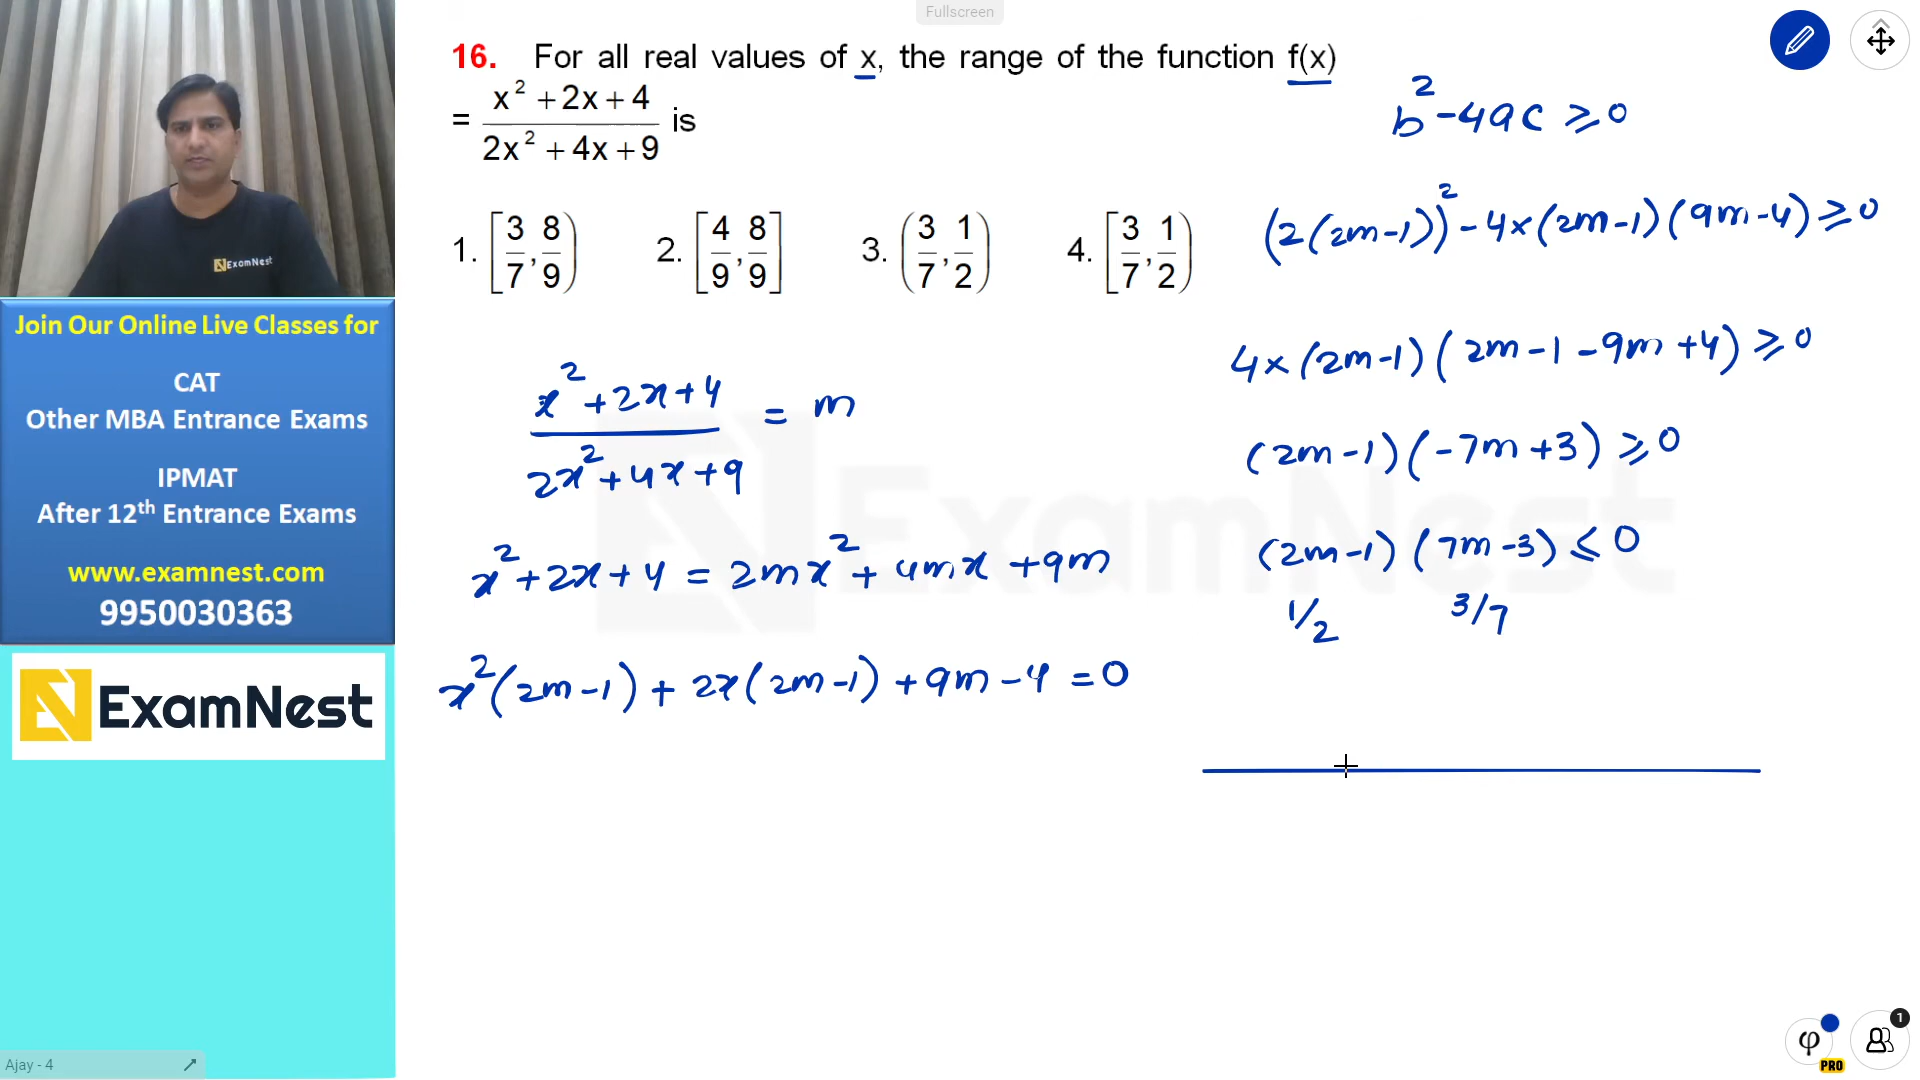 Fullscreen
16. For all real values of x, the range of the function f(x)
= x² + 2x + 4 / 2x² + 4x + 9 is
1. [3/7, 8/9) 2. [4/9, 8/9] 3. (3/7, 1/2) 4. [3/7, 1/2)
x² + 2x + 4 / 2x² + 4x + 9 = m
x² + 2x + 4 = 2mx² + 4mx + 9m
x² (2m - 1) + 2x (2m - 1) + 9m - 4 = 0
b² - 4ac ≥ 0
(2(2m-1))² - 4×(2m-1)(9m-4) ≥ 0
4×(2m-1)(2m-1-9m+4) ≥ 0
(2m-1)(-7m+3) ≥ 0
(2m-1)(7m-3) ≤ 0
1/2 3/7
ExamNest
ExamNest
Join Our Online Live Classes for
CAT
Other MBA Entrance Exams
IPMAT
After 12th Entrance Exams
www.examnest.com
9950030363
ExamNest
Ajay - 4
φ
PRO
1